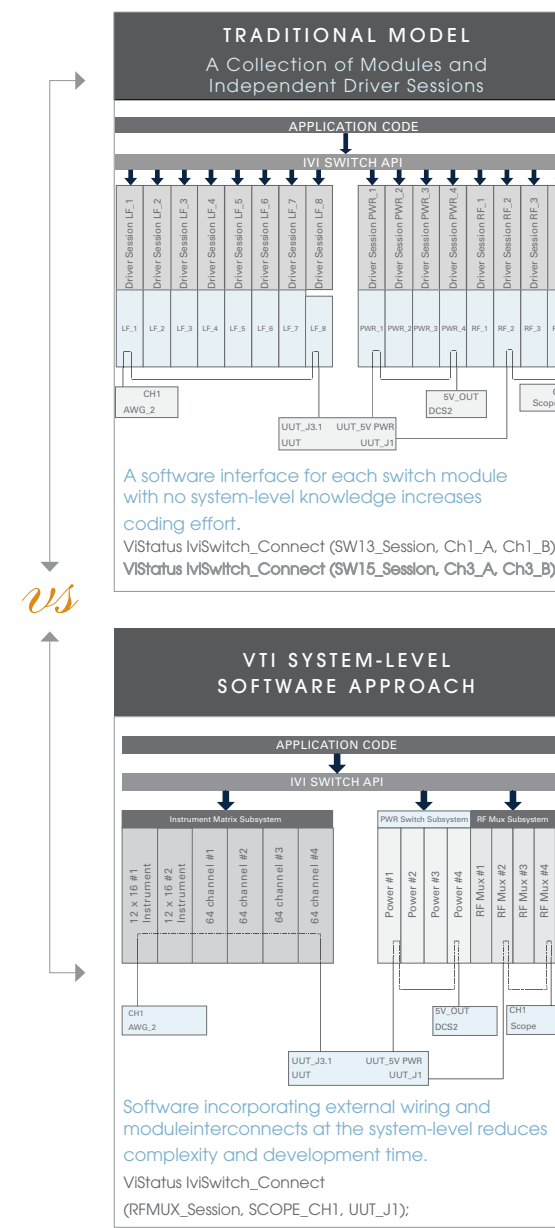 TRADITIONAL MODEL
A Collection of Modules and
Independent Driver Sessions
APPLICATION CODE
IVI SWITCH API
Driver Session LF_1
Driver Session LF_2
Driver Session LF_3
Driver Session LF_4
Driver Session LF_5
Driver Session LF_6
Driver Session LF_7
Driver Session LF_8
Driver Session PWR_1
Driver Session PWR_2
Driver Session PWR_3
Driver Session PWR_4
Driver Session RF_1
Driver Session RF_2
Driver Session RF_3
LF_1
LF_2
LF_3
LF_4
LF_5
LF_6
LF_7
LF_8
PWR_1
PWR_2
PWR_3
PWR_4
RF_1
RF_2
RF_3
CH1
AWG_2
5V_OUT
DCS2
Scope
UUT_J3.1 UUT_5V PWR
UUT UUT_J1
A software interface for each switch module
with no system-level knowledge increases
coding effort.
ViStatus IviSwitch_Connect (SW13_Session, Ch1_A, Ch1_B)
ViStatus IviSwitch_Connect (SW15_Session, Ch3_A, Ch3_B)
vs
VTI SYSTEM-LEVEL
SOFTWARE APPROACH
APPLICATION CODE
IVI SWITCH API
Instrument Matrix Subsystem
PWR Switch Subsystem
RF Mux Subsystem
12 x 16 #1
Instrument
12 x 16 #2
Instrument
64 channel #1
64 channel #2
64 channel #3
64 channel #4
Power #1
Power #2
Power #3
Power #4
RF Mux #1
RF Mux #2
RF Mux #3
RF Mux #4
CH1
AWG_2
5V_OUT
DCS2
CH1
Scope
UUT_J3.1 UUT_5V PWR
UUT UUT_J1
Software incorporating external wiring and
moduleinterconnects at the system-level reduces
complexity and development time.
ViStatus IviSwitch_Connect
(RFMUX_Session, SCOPE_CH1, UUT_J1);